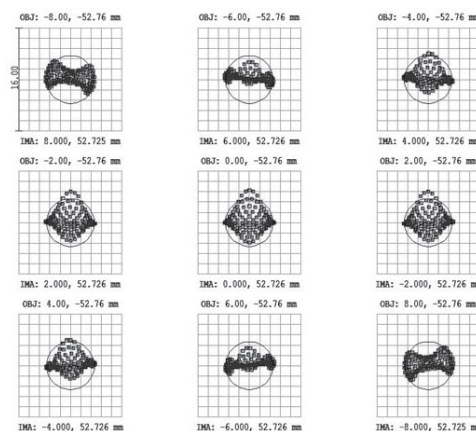 OBJ: -8.00, -52.76 mm
OBJ: -6.00, -52.76 mm
OBJ: -4.00, -52.76 mm
16.00
IMA: 8.000, 52.725 mm
IMA: 6.000, 52.726 mm
IMA: 4.000, 52.726 mm
OBJ: -2.00, -52.76 mm
OBJ: 0.00, -52.76 mm
OBJ: 2.00, -52.76 mm
IMA: 2.000, 52.726 mm
IMA: 0.000, 52.726 mm
IMA: -2.000, 52.726 mm
OBJ: 4.00, -52.76 mm
OBJ: 6.00, -52.76 mm
OBJ: 8.00, -52.76 mm
IMA: -4.000, 52.726 mm
IMA: -6.000, 52.726 mm
IMA: -8.000, 52.725 mm